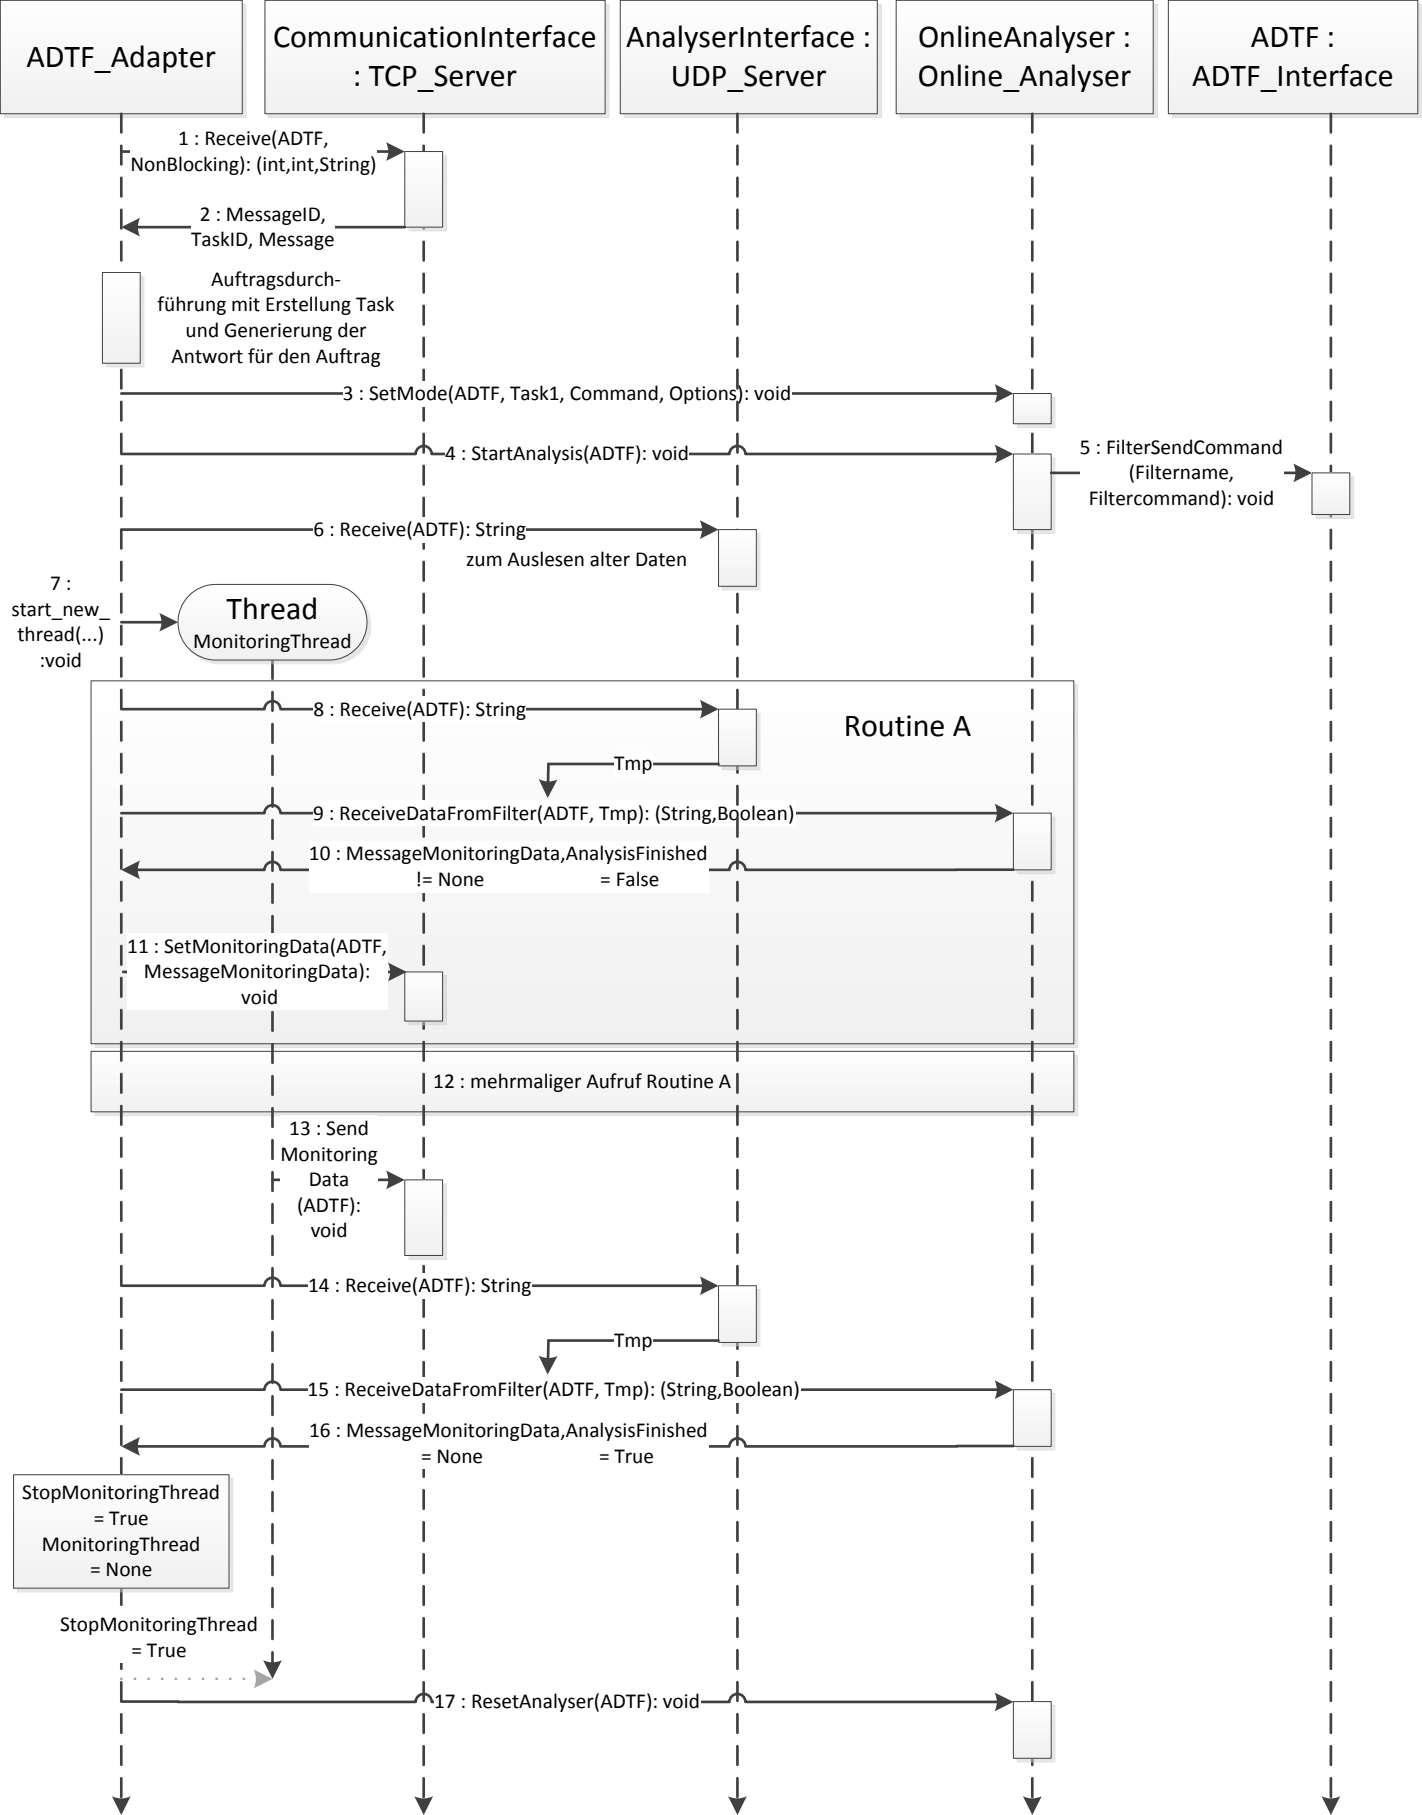 ADTF_Adapter
CommunicationInterface
: TCP_Server
AnalyserInterface :
UDP_Server
OnlineAnalyser :
Online_Analyser
ADTF :
ADTF_Interface
1 : Receive(ADTF,
NonBlocking): (int,int,String)
2 : MessageID,
TaskID, Message
Auftragsdurch-
führung mit Erstellung Task
und Generierung der
Antwort für den Auftrag
3 : SetMode(ADTF, Task1, Command, Options): void
4 : StartAnalysis(ADTF): void
5 : FilterSendCommand
(Filtername,
Filtercommand): void
6 : Receive(ADTF): String
zum Auslesen alter Daten
7 :
start_new_
thread(...)
:void
Thread
MonitoringThread
Routine A
8 : Receive(ADTF): String
Tmp
9 : ReceiveDataFromFilter(ADTF, Tmp): (String,Boolean)
10 : MessageMonitoringData,AnalysisFinished
!= None = False
11 : SetMonitoringData(ADTF,
MessageMonitoringData):
void
12 : mehrmaliger Aufruf Routine A
13 : Send
Monitoring
Data
(ADTF):
void
14 : Receive(ADTF): String
Tmp
15 : ReceiveDataFromFilter(ADTF, Tmp): (String,Boolean)
16 : MessageMonitoringData,AnalysisFinished
= None = True
StopMonitoringThread
= True
MonitoringThread
= None
StopMonitoringThread
= True
17 : ResetAnalyser(ADTF): void